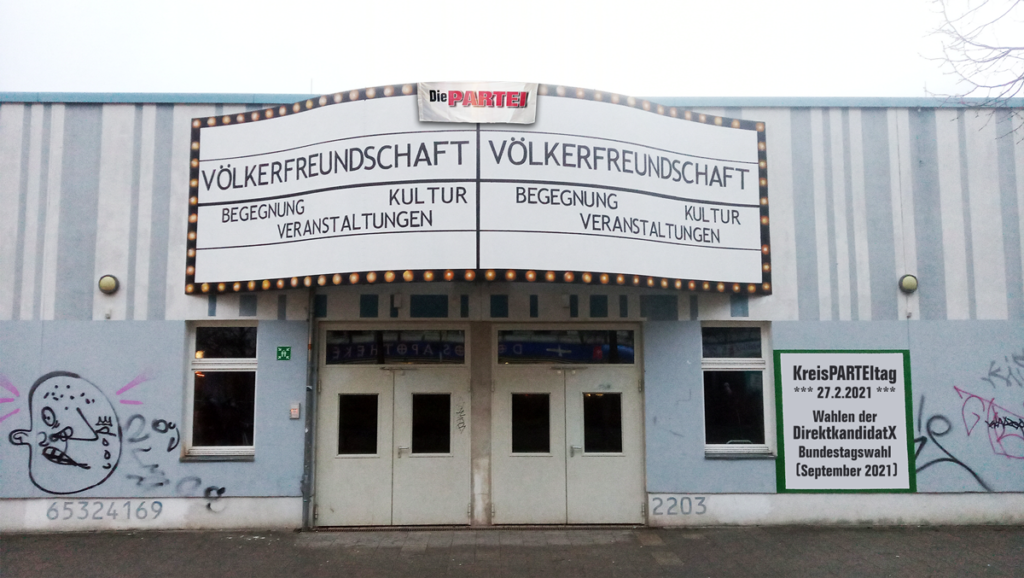 Die PARTEI
VÖLKERFREUNDSCHAFT
BEGEGNUNG KULTUR
VERANSTALTUNGEN
VÖLKERFREUNDSCHAFT
BEGEGNUNG KULTUR
VERANSTALTUNGEN
APOTHEKE
KreisPARTEItag
*** 27.2.2021 ***
Wahlen der
DirektkandidatX
Bundestagswahl
(September 2021)
65324169
2203